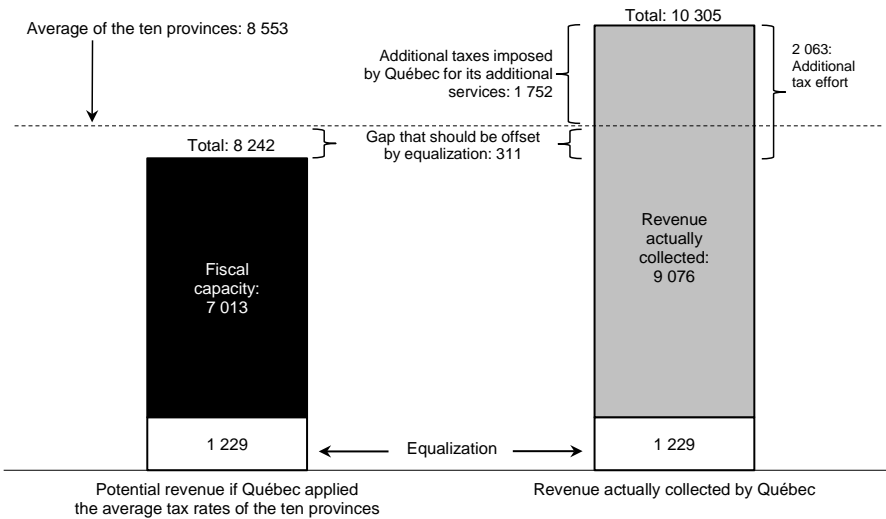 Total: 10 305
Average of the ten provinces: 8 553
Additional taxes imposed
by Québec for its additional
services: 1 752
2 063:
Additional
tax effort
Total: 8 242
Gap that should be offset
by equalization: 311
Fiscal
capacity:
7 013
Revenue
actually
collected:
9 076
1 229
Equalization
1 229
Potential revenue if Québec applied
the average tax rates of the ten provinces
Revenue actually collected by Québec